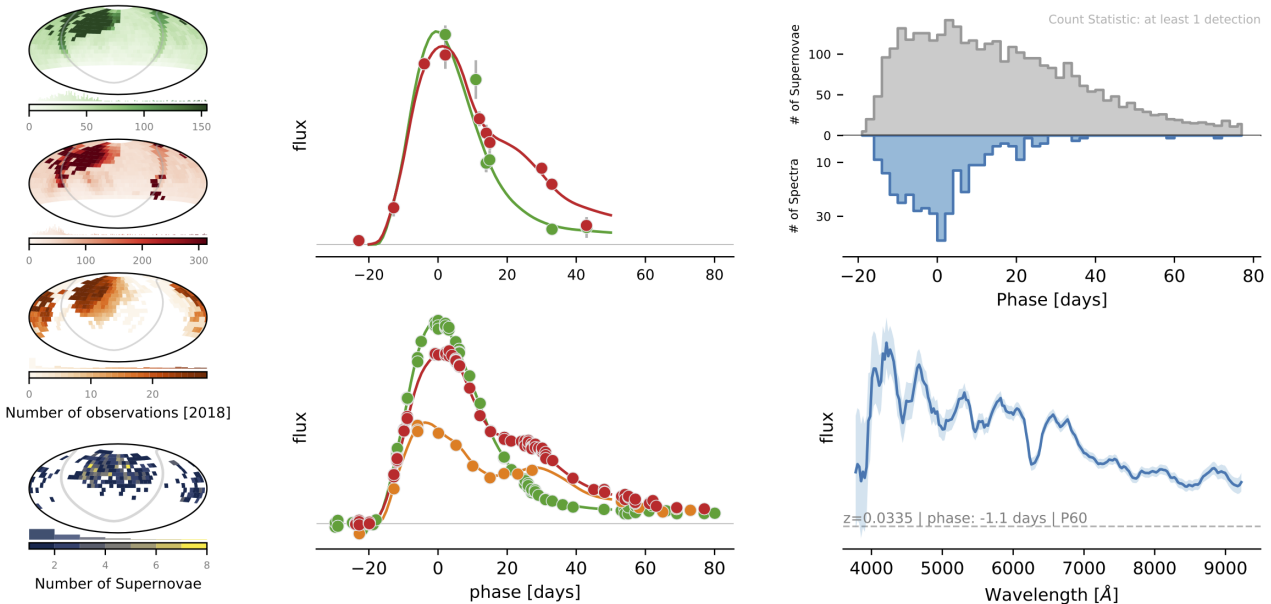 0 50 100 150
0 100 200 300
0 10 20
Number of observations [2018]
2 4 6 8
Number of Supernovae
flux
−20 0 20 40 60 80
flux
−20 0 20 40 60 80
phase [days]
Count Statistic: at least 1 detection
# of Supernovae
100
50
0
# of Spectra
10
30
−20 0 20 40 60 80
Phase [days]
flux
z=0.0335 | phase: -1.1 days | P60
4000 5000 6000 7000 8000 9000
Wavelength [Å]